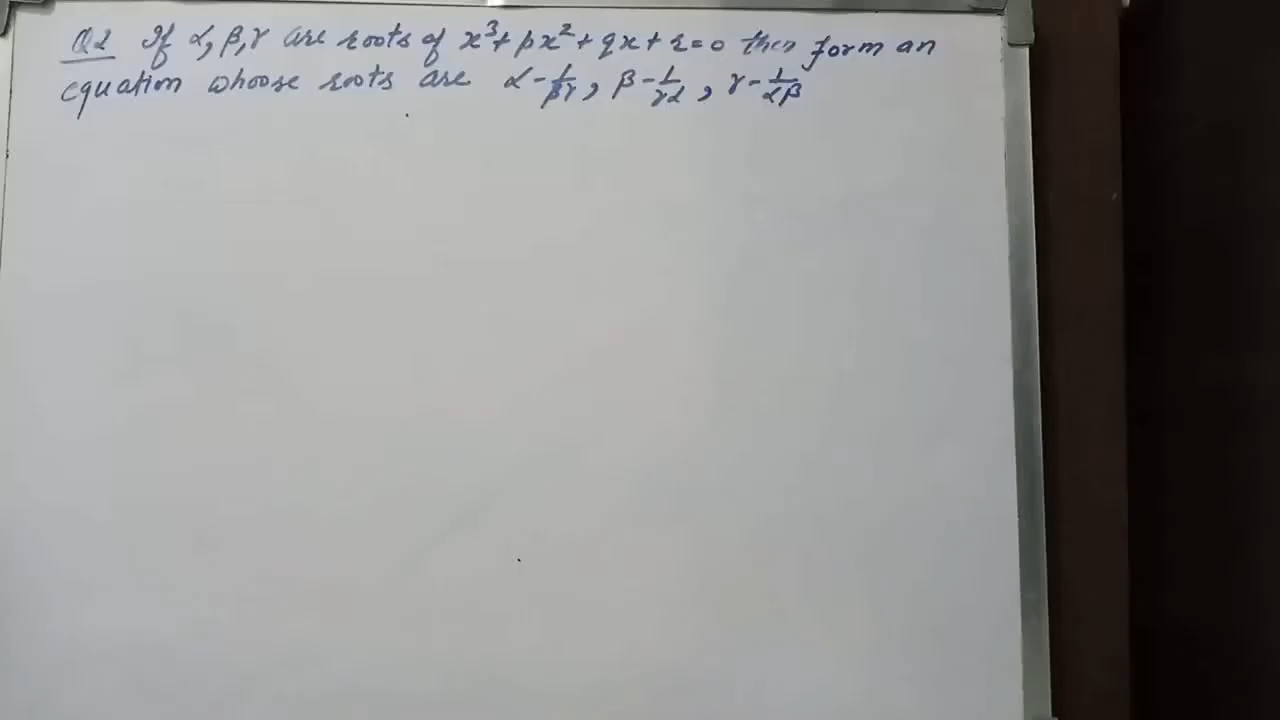 Q2 If α, β, γ are roots of x³+px²+qx+r=0 then form an
equation whoose roots are α-1/βγ, β-1/γα, γ-1/αβ